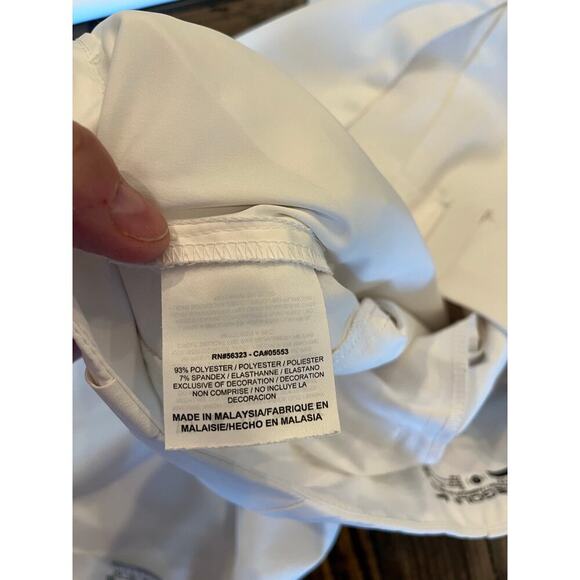 RN#56323 - CA#05553
93% POLYESTER / POLYESTER / POLIESTER
7% SPANDEX / ELASTHANNE / ELASTANO
EXCLUSIVE OF DECORATION / DECORATION
NON COMPRISE / NO INCLUYE LA
DECORACION
MADE IN MALAYSIA/FABRIQUE EN
MALAISIE/HECHO EN MALASIA